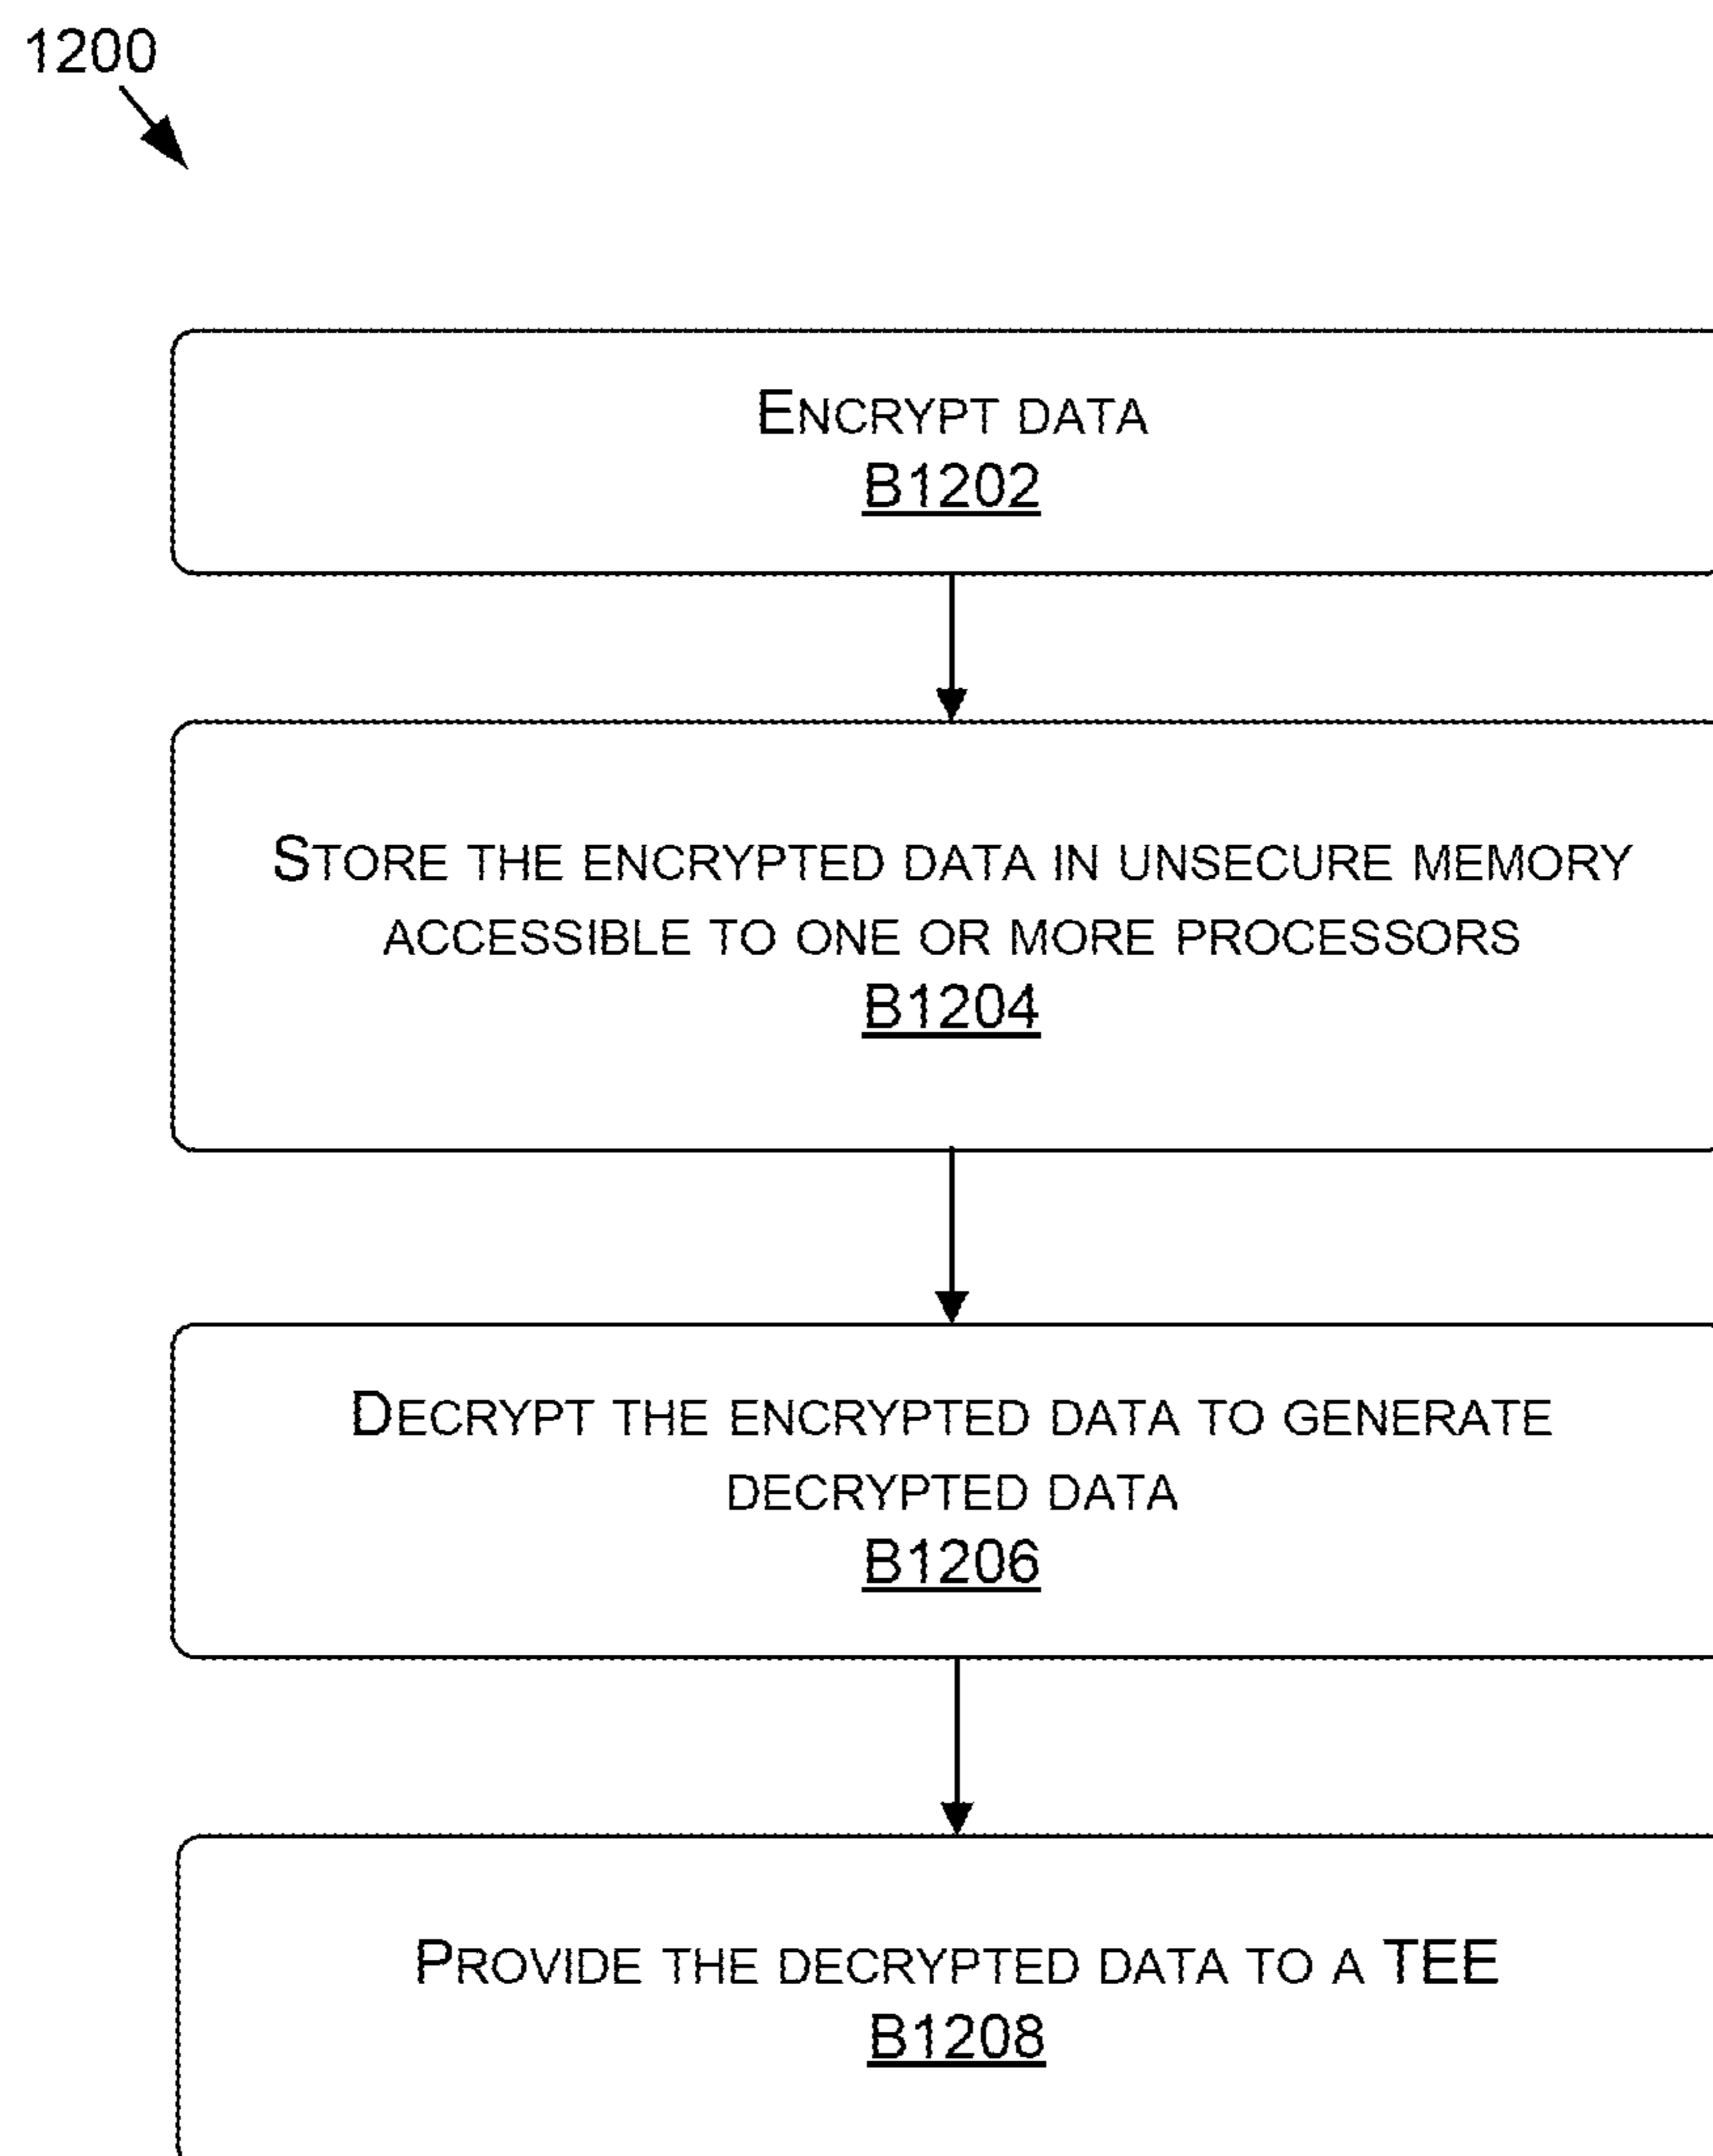 1200
ENCRYPT DATA
B1202
STORE THE ENCRYPTED DATA IN UNSECURE MEMORY
ACCESSIBLE TO ONE OR MORE PROCESSORS
B1204
DECRYPT THE ENCRYPTED DATA TO GENERATE
DECRYPTED DATA
B1206
PROVIDE THE DECRYPTED DATA TO A TEE
B1208